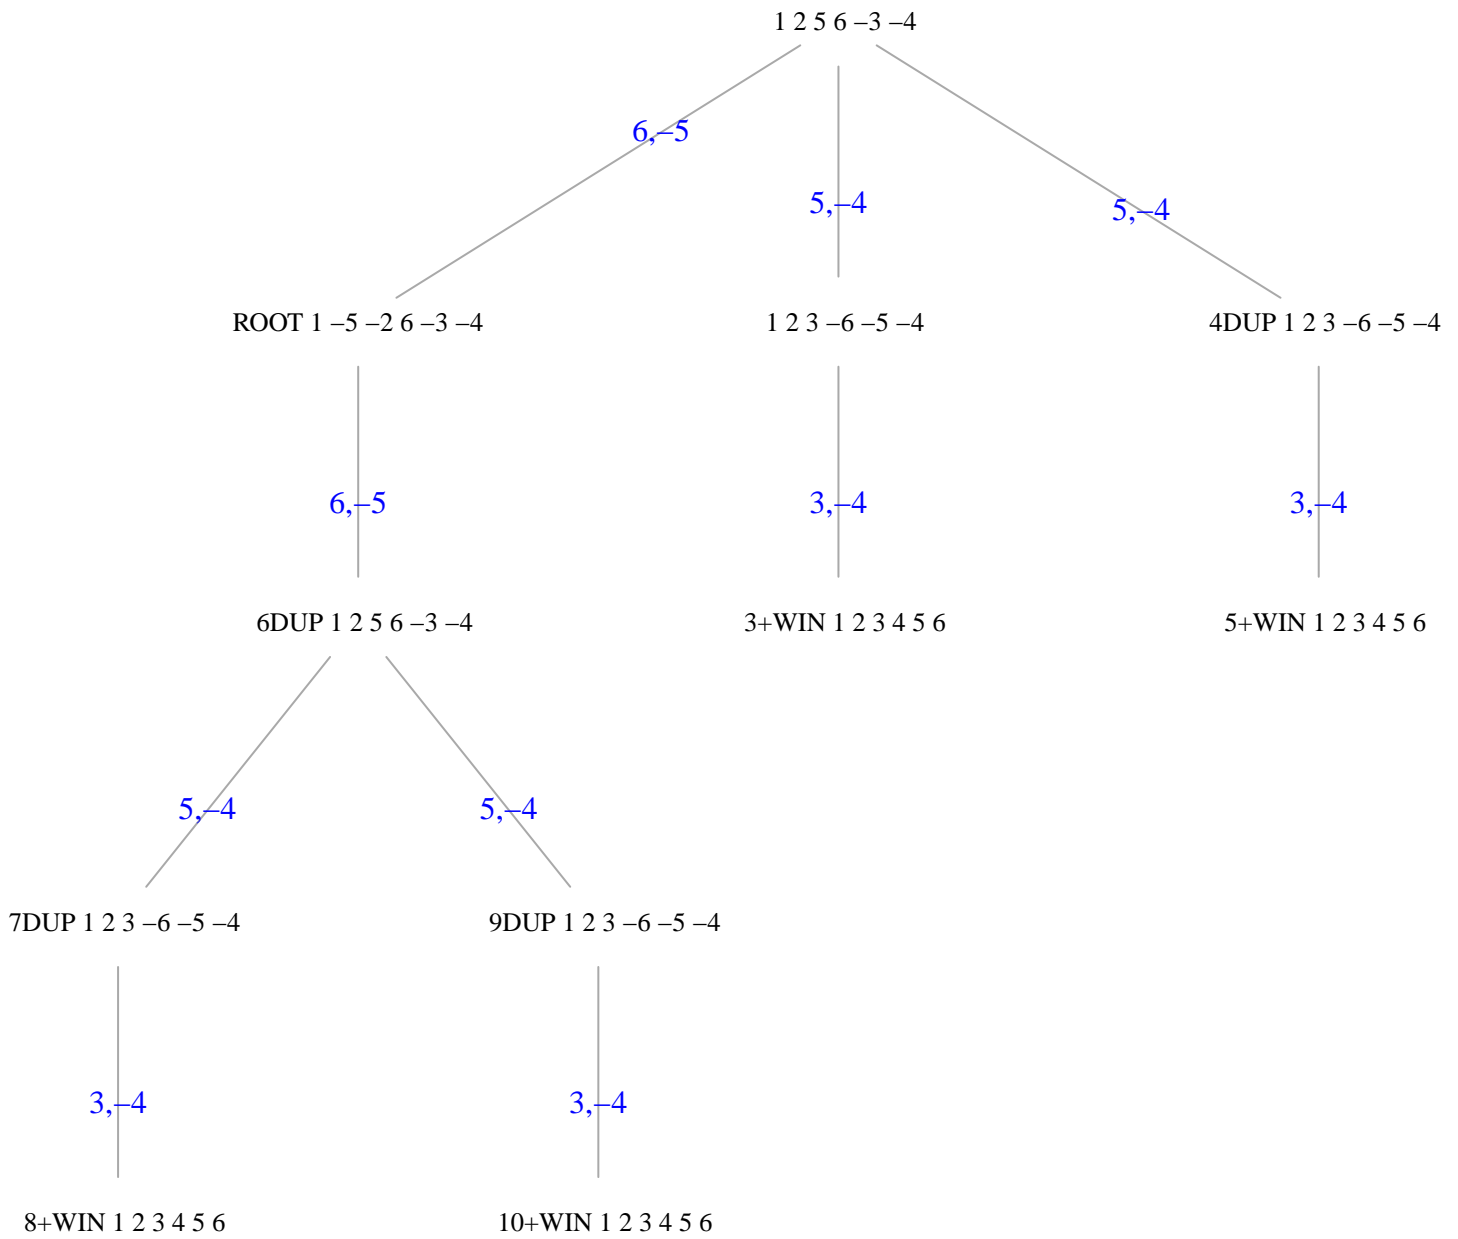 1 2 5 6 –3 –4
6,–5
5,–4
5,–4
ROOT 1 –5 –2 6 –3 –4
1 2 3 –6 –5 –4
4DUP 1 2 3 –6 –5 –4
6,–5
3,–4
3,–4
6DUP 1 2 5 6 –3 –4
3+WIN 1 2 3 4 5 6
5+WIN 1 2 3 4 5 6
5,–4
5,–4
7DUP 1 2 3 –6 –5 –4
9DUP 1 2 3 –6 –5 –4
3,–4
3,–4
8+WIN 1 2 3 4 5 6
10+WIN 1 2 3 4 5 6